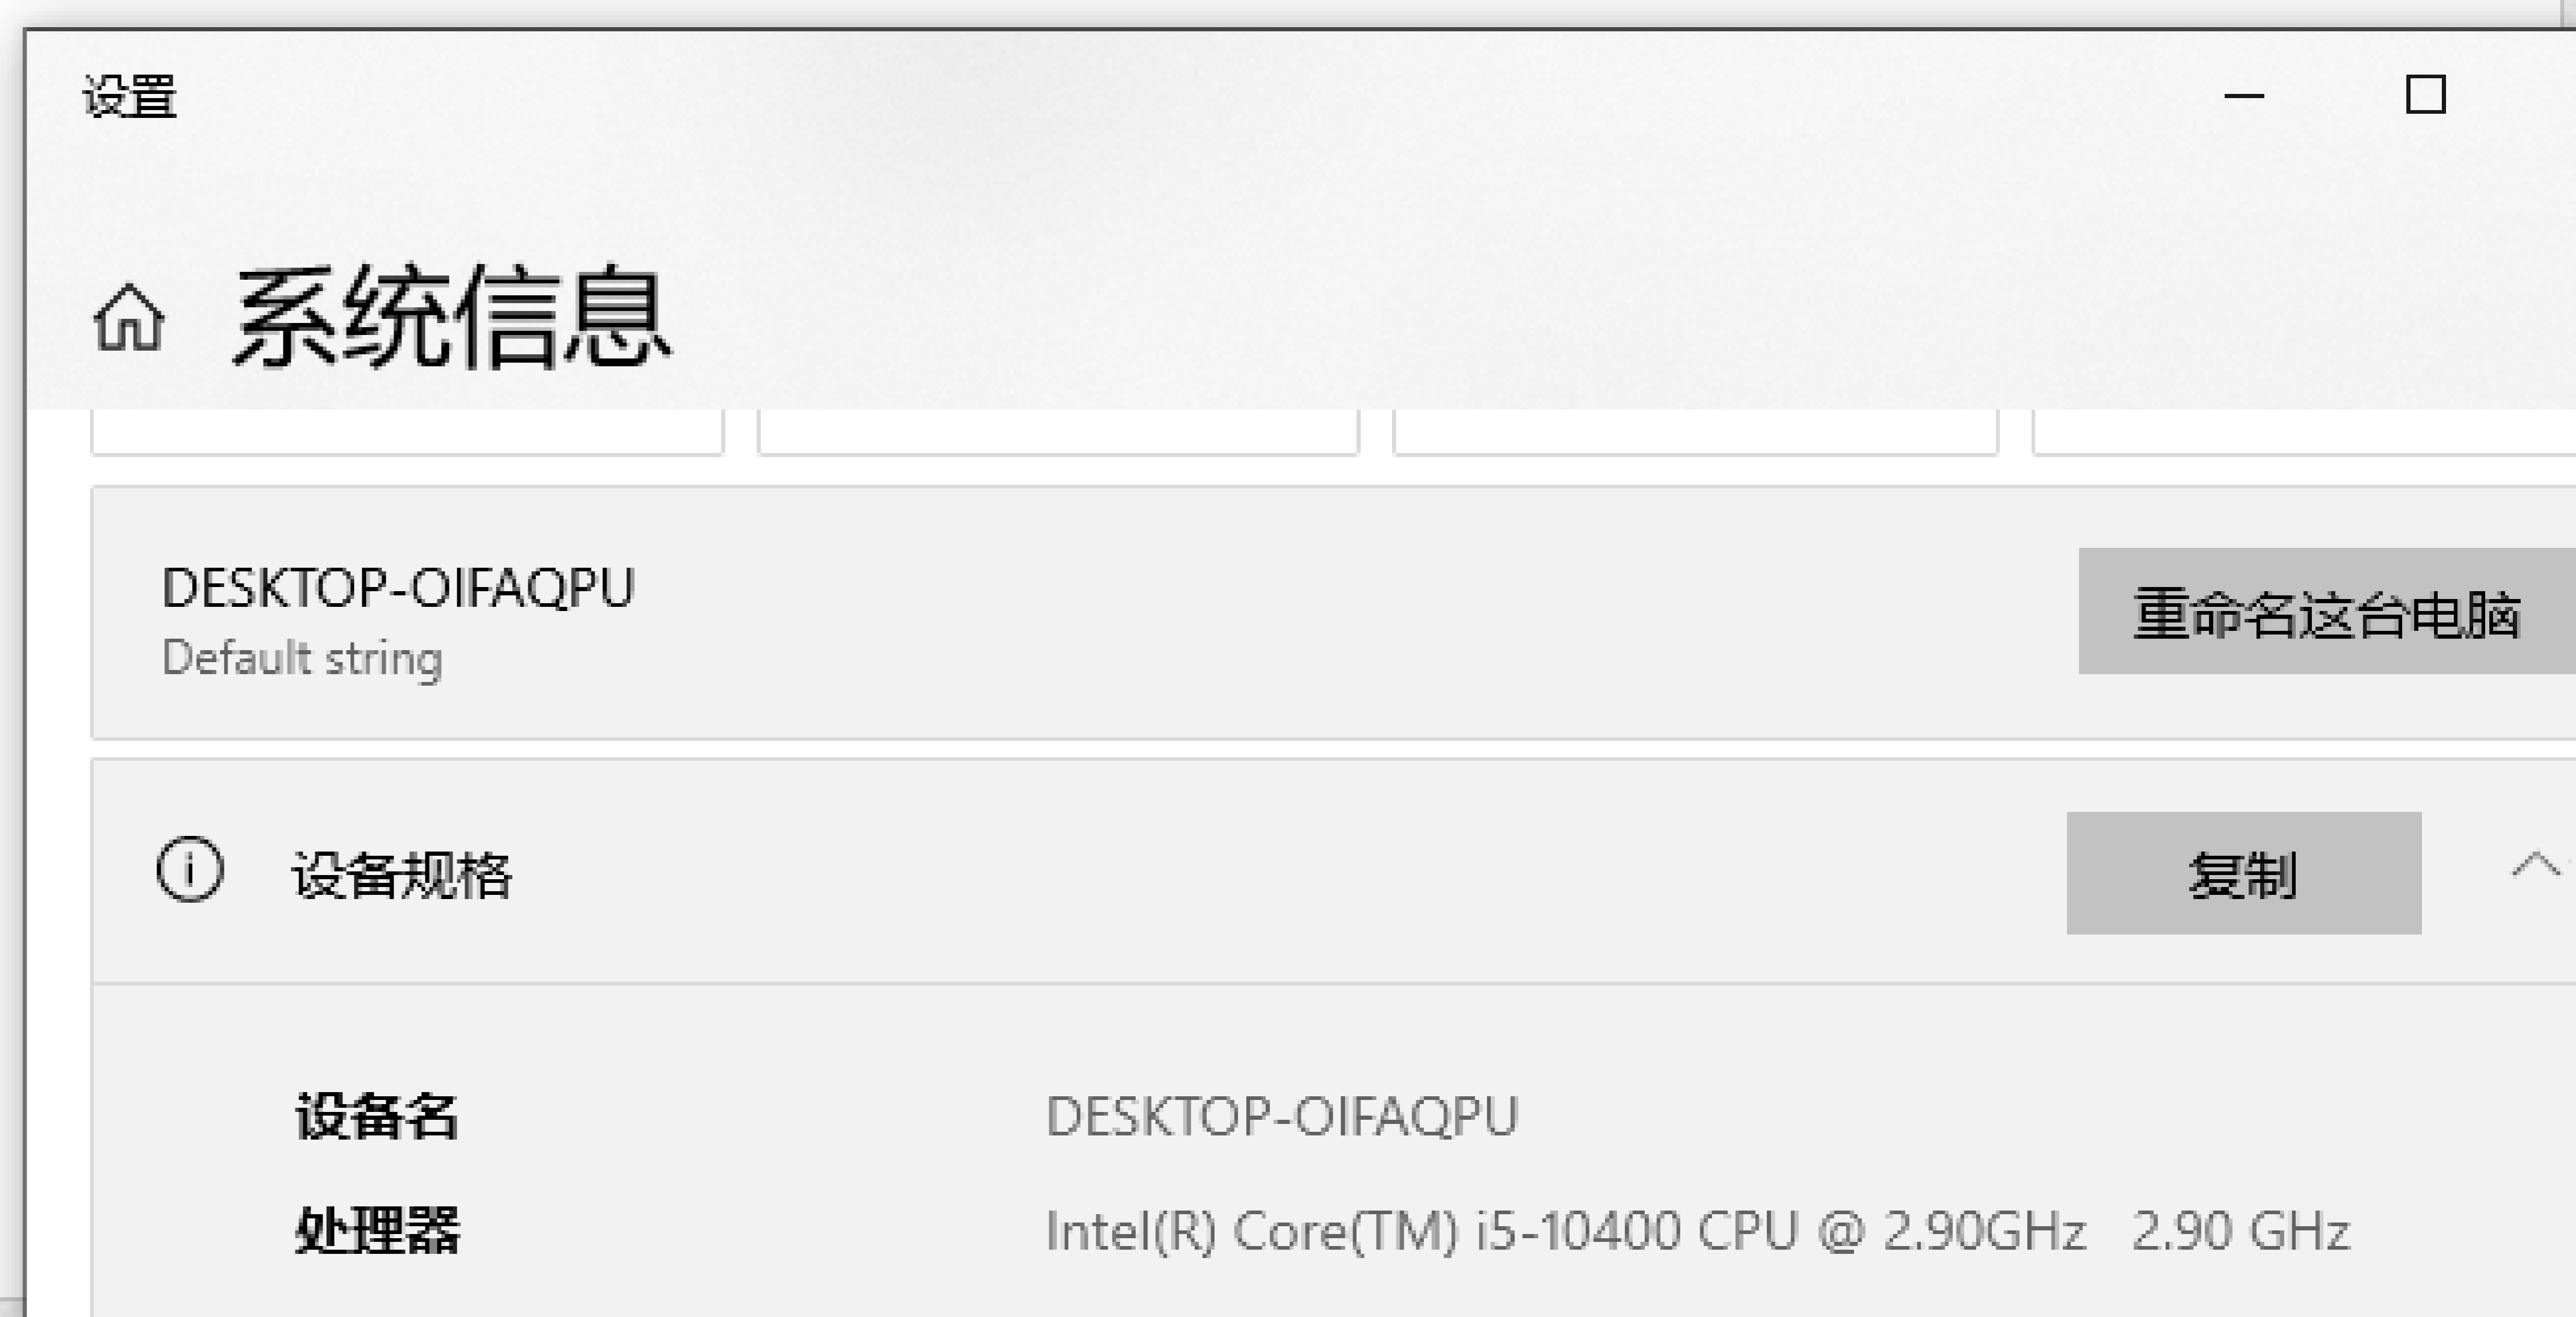 设置
系统信息
DESKTOP-OIFAQPU
Default string
重命名这台电脑
设备规格
复制
设备名 DESKTOP-OIFAQPU
处理器 Intel(R) Core(TM) i5-10400 CPU @ 2.90GHz 2.90 GHz